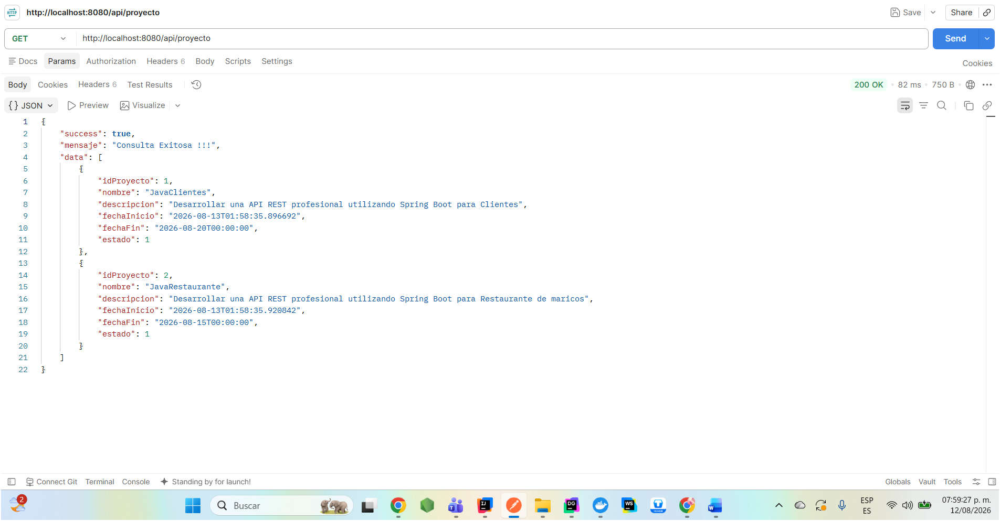 HTTP http://localhost:8080/api/proyecto Save Share
GET http://localhost:8080/api/proyecto Send
Docs Params Authorization Headers 6 Body Scripts Settings Cookies
Body Cookies Headers 6 Test Results 200 OK • 82 ms • 750 B
{} JSON Preview Visualize
1 {
2 "success": true,
3 "mensaje": "Consulta Exitosa !!!",
4 "data": [
5 {
6 "idProyecto": 1,
7 "nombre": "JavaClientes",
8 "descripcion": "Desarrollar una API REST profesional utilizando Spring Boot para Clientes",
9 "fechaInicio": "2026-08-13T01:58:35.896692",
10 "fechaFin": "2026-08-20T00:00:00",
11 "estado": 1
12 },
13 {
14 "idProyecto": 2,
15 "nombre": "JavaRestaurante",
16 "descripcion": "Desarrollar una API REST profesional utilizando Spring Boot para Restaurante de maricos",
17 "fechaInicio": "2026-08-13T01:58:35.920842",
18 "fechaFin": "2026-08-15T00:00:00",
19 "estado": 1
20 }
21 ]
22 }
Connect Git Terminal Console Standing by for launch! Globals Vault Tools
2 Buscar T IJ DG WS W ESP 07:59:27 p. m.
ES 12/08/2026